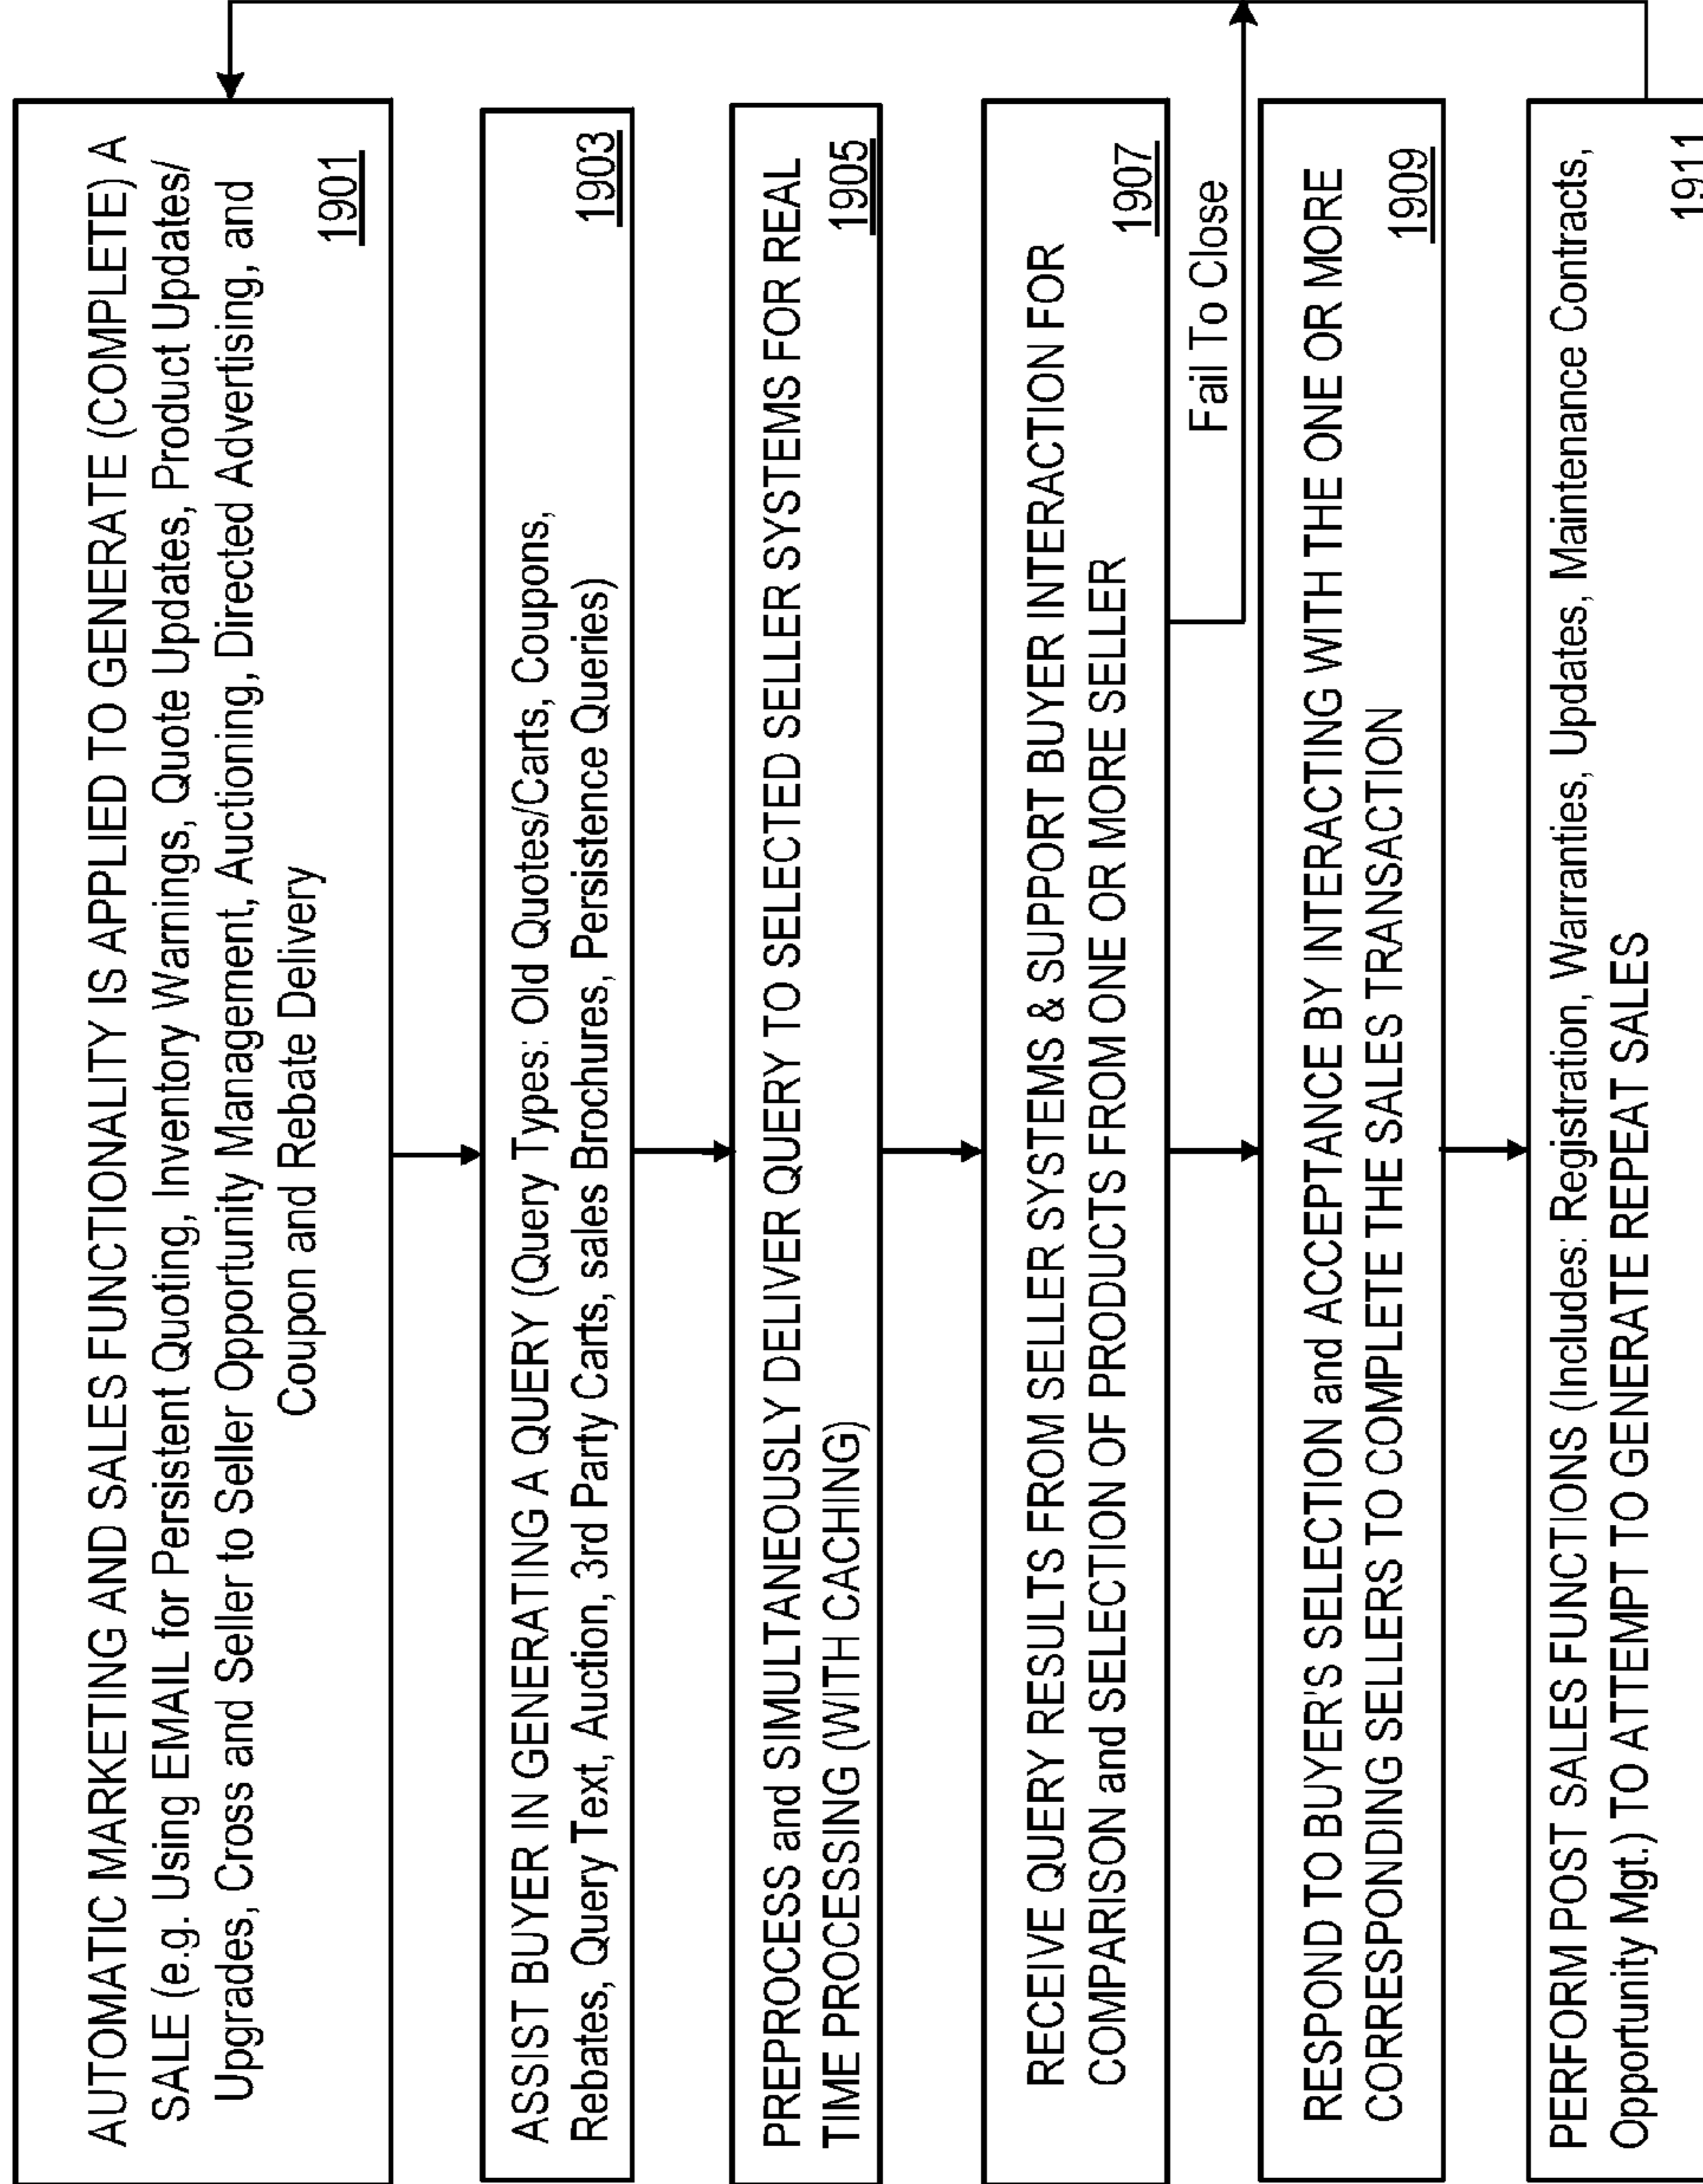 AUTOMATIC MARKETING AND SALES FUNCTIONALITY IS APPLIED TO GENERATE (COMPLETE) A
SALE (e.g. Using EMAIL for Persistent Quoting, Inventory Warnings, Quote Updates, Product Updates/
Upgrades, Cross and Seller to Seller Opportunity Management, Auctioning, Directed Advertising, and
Coupon and Rebate Delivery
1901
ASSIST BUYER IN GENERATING A QUERY (Query Types: Old Quotes/Carts, Coupons,
Rebates, Query Text, Auction, 3rd Party Carts, sales Brochures, Persistence Queries)
1903
PREPROCESS and SIMULTANEOUSLY DELIVER QUERY TO SELECTED SELLER SYSTEMS FOR REAL
TIME PROCESSING (WITH CACHING)
1905
RECEIVE QUERY RESULTS FROM SELLER SYSTEMS & SUPPORT BUYER INTERACTION FOR
COMPARISON and SELECTION OF PRODUCTS FROM ONE OR MORE SELLER
1907
Fail To Close
RESPOND TO BUYER'S SELECTION and ACCEPTANCE BY INTERACTING WITH THE ONE OR MORE
CORRESPONDING SELLERS TO COMPLETE THE SALES TRANSACTION
1909
PERFORM POST SALES FUNCTIONS (Includes: Registration, Warranties, Updates, Maintenance Contracts,
Opportunity Mgt.) TO ATTEMPT TO GENERATE REPEAT SALES
1911